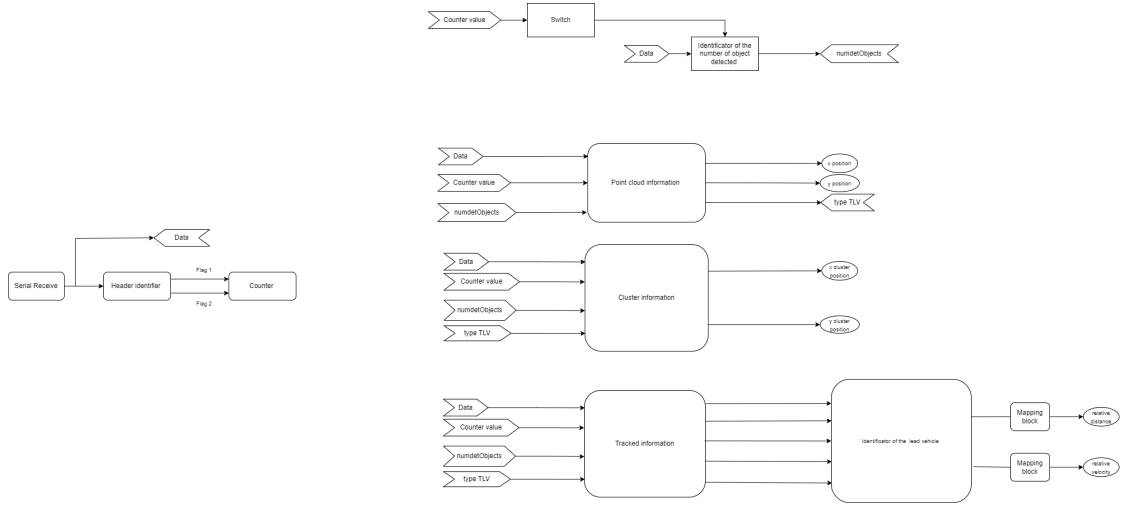 Counter value
Switch
Data
Identificator of the
number of object
detected
numdetObjects
Data
Serial Receive
Header identifier
Flag 1
Flag 2
Counter
Data
Counter value
numdetObjects
Point cloud information
x position
y position
type TLV
Data
Counter value
numdetObjects
type TLV
Cluster information
x cluster
position
y cluster
position
Data
Counter value
numdetObjects
type TLV
Tracked information
Identificator of the lead vehicle
Mapping
block
relative
distance
Mapping
block
relative
velocity